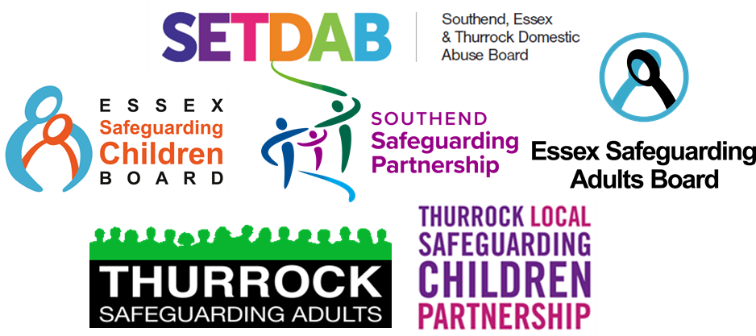 SETDAB
Southend, Essex
& Thurrock Domestic
Abuse Board
ESSEX
Safeguarding
Children
BOARD
SOUTHEND
Safeguarding
Partnership
Essex Safeguarding
Adults Board
THURROCK
SAFEGUARDING ADULTS
THURROCK LOCAL
SAFEGUARDING
CHILDREN
PARTNERSHIP